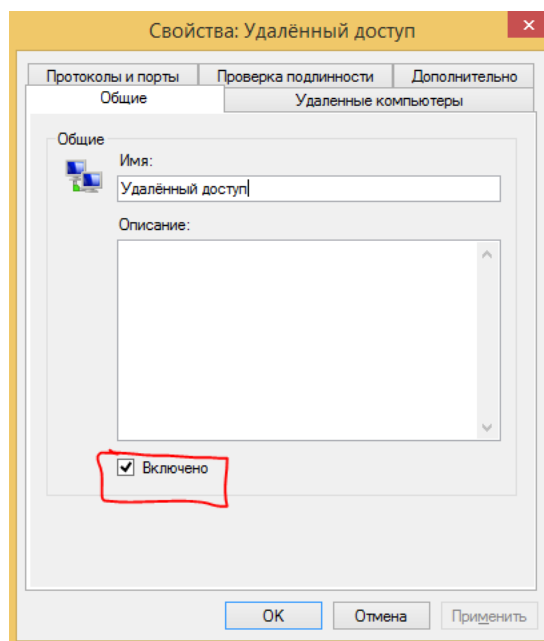 Свойства: Удалённый доступ
Протоколы и порты
Проверка подлинности
Дополнительно
Общие
Удаленные компьютеры
Общие
Имя:
Удалённый доступ
Описание:
Включено
OK
Отмена
Применить